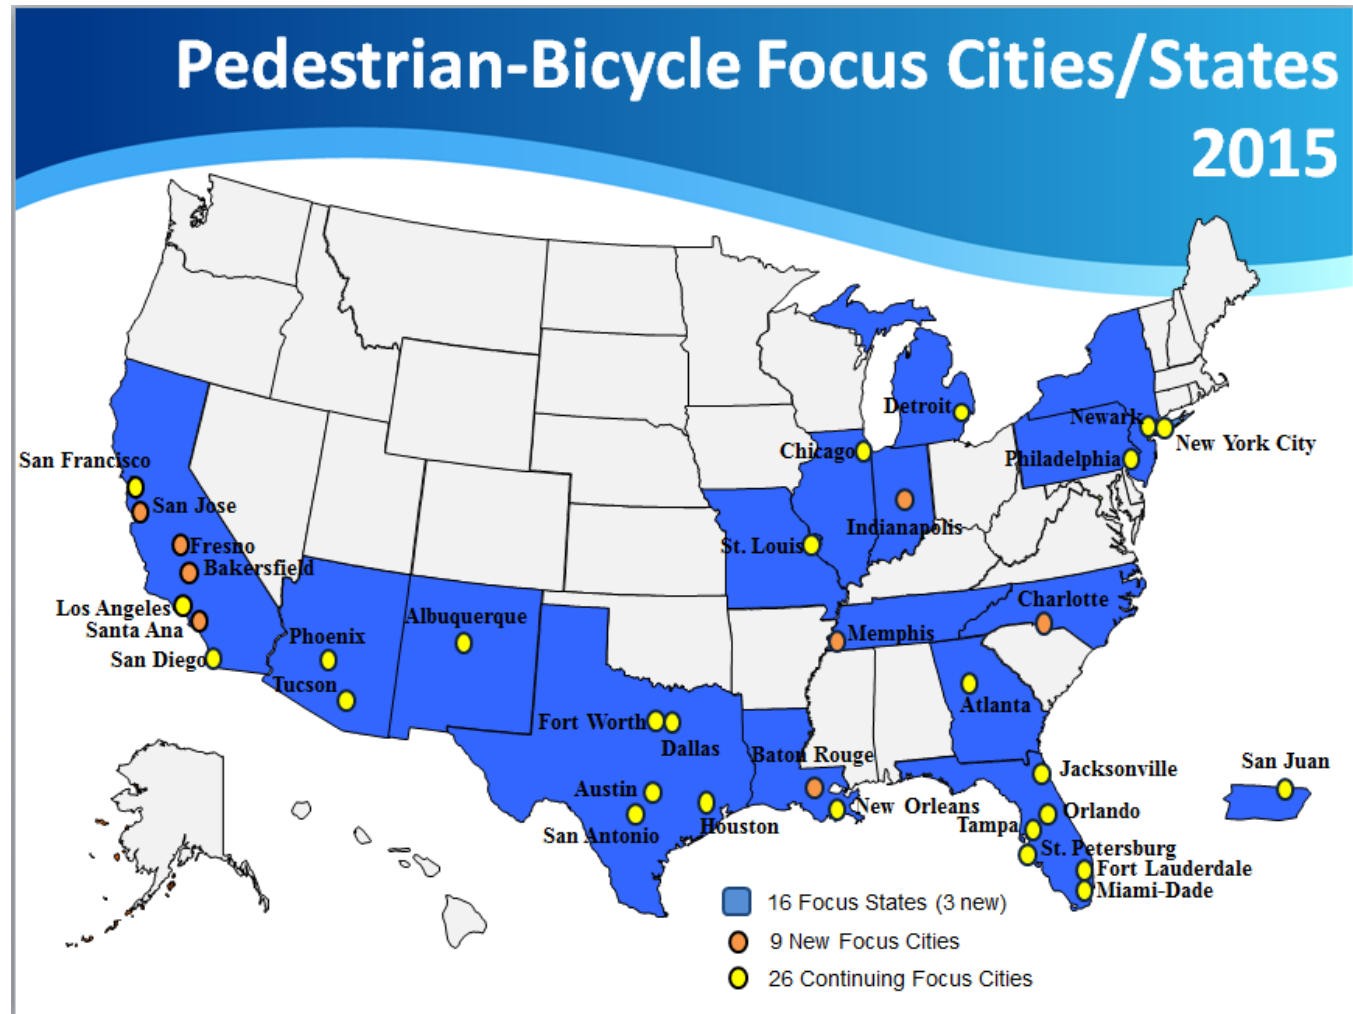 Pedestrian-Bicycle Focus Cities/States
2015
Detroit
Newark
New York City
Chicago
Philadelphia
San Francisco
San Jose
Indianapolis
St. Louis
Fresno
Bakersfield
Los Angeles
Santa Ana
Charlotte
Albuquerque
Phoenix
Memphis
San Diego
Tucson
Atlanta
Fort Worth
Dallas
Baton Rouge
San Juan
Jacksonville
Austin
New Orleans
Orlando
San Antonio
Houston
Tampa
St. Petersburg
Fort Lauderdale
Miami-Dade
16 Focus States (3 new)
9 New Focus Cities
26 Continuing Focus Cities